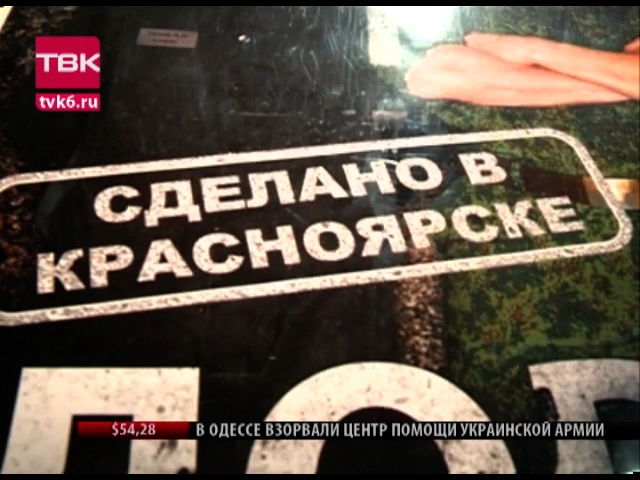 ТВК
tvk6.ru
СДЕЛАНО В
КРАСНОЯРСКЕ
$54,28
В ОДЕССЕ ВЗОРВАЛИ ЦЕНТР ПОМОЩИ УКРАИНСКОЙ АРМИИ